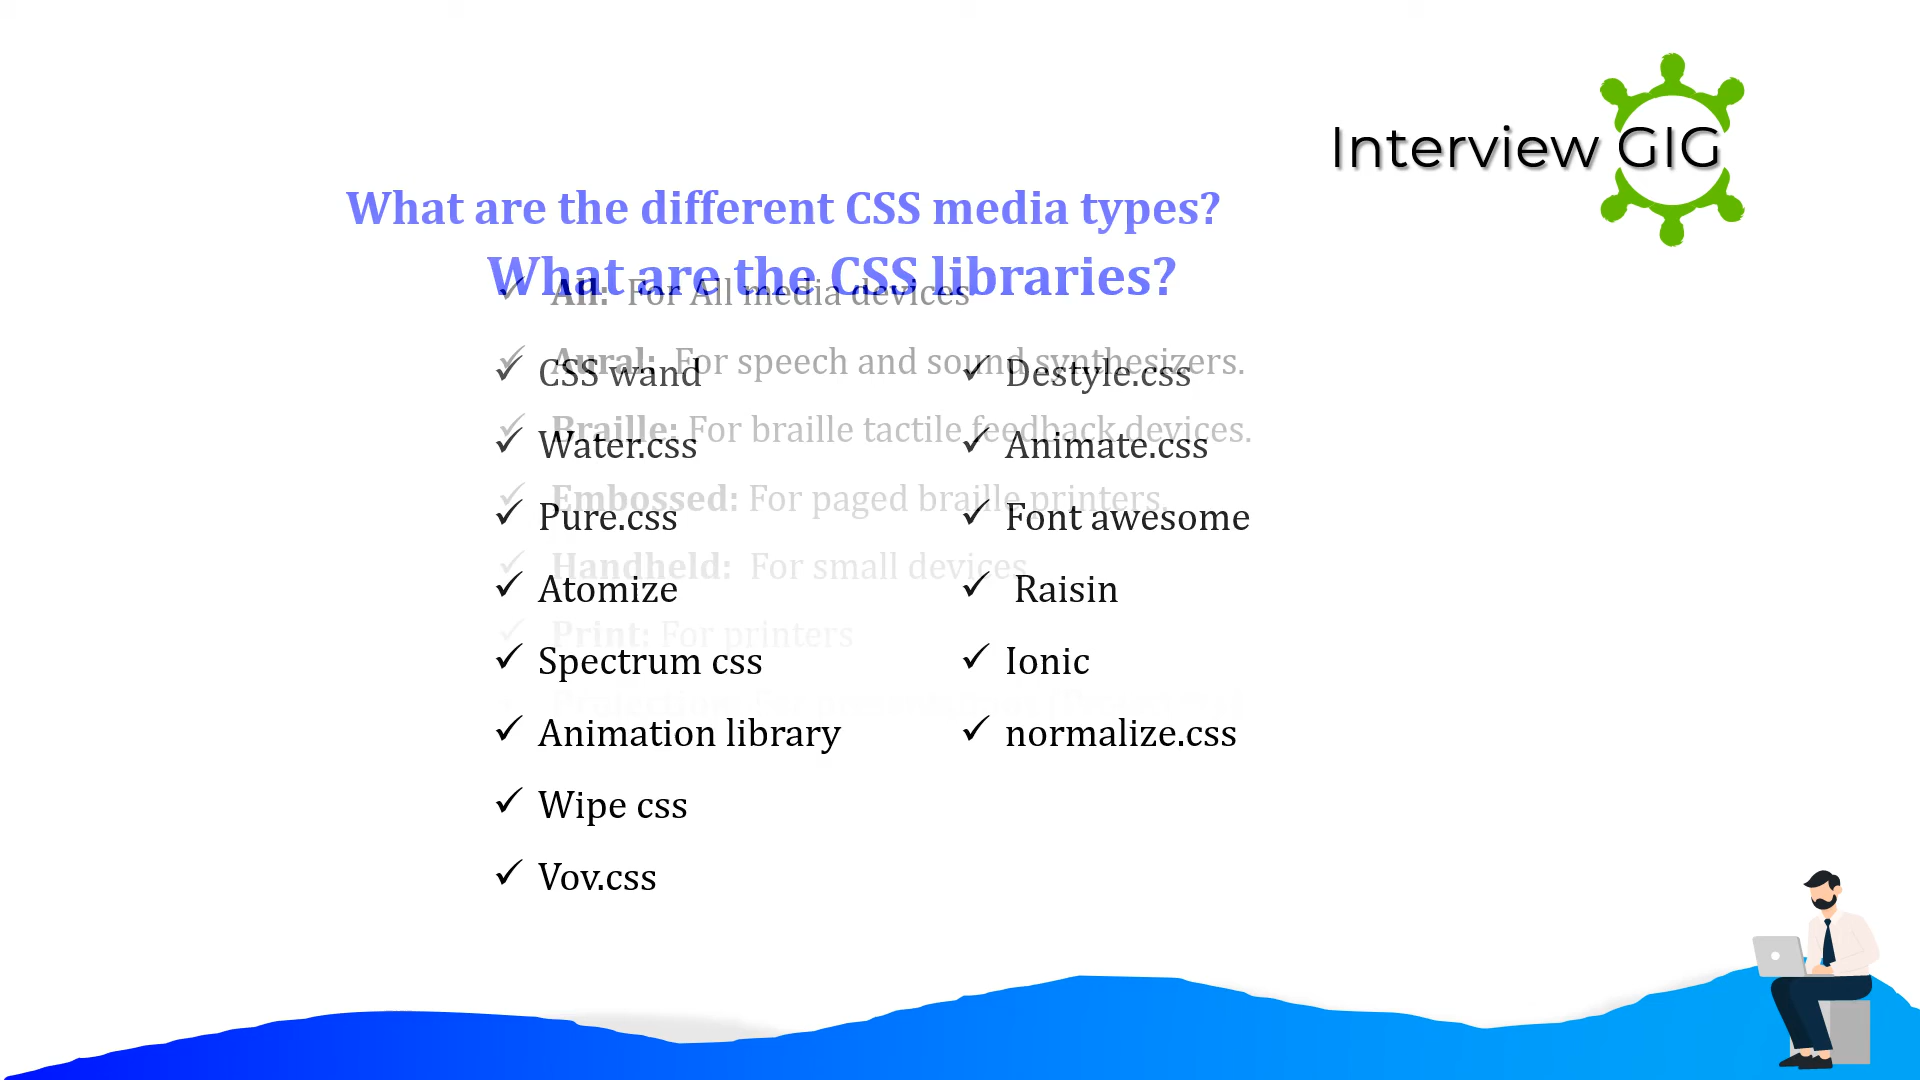 Interview GIG
What are the different CSS media types?
What are the CSS libraries?
✓ All: For All media devices
✓ Aural: For speech and sound synthesizers.
✓ CSS wand
✓ Destyle.css
✓ Braille: For braille tactile feedback devices.
✓ Water.css
✓ Animate.css
✓ Embossed: For paged braille printers.
✓ Pure.css
✓ Font awesome
✓ Handheld: For small devices
✓ Atomize
✓ Raisin
✓ Print: For printers
✓ Spectrum css
✓ Ionic
✓ Animation library
✓ normalize.css
✓ Wipe css
✓ Vov.css